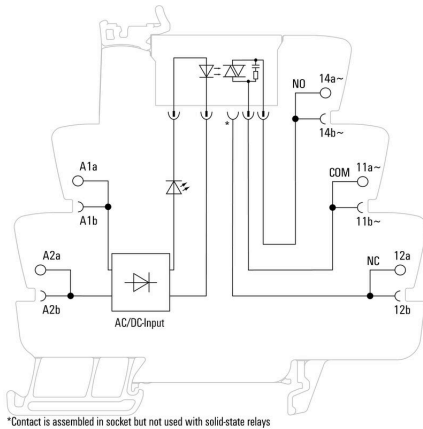 NO
14a~
14b~
*
A1a
A1b
COM
11a~
11b~
A2a
A2b
NC
12a
12b
AC/DC-Input
*Contact is assembled in socket but not used with solid-state relays